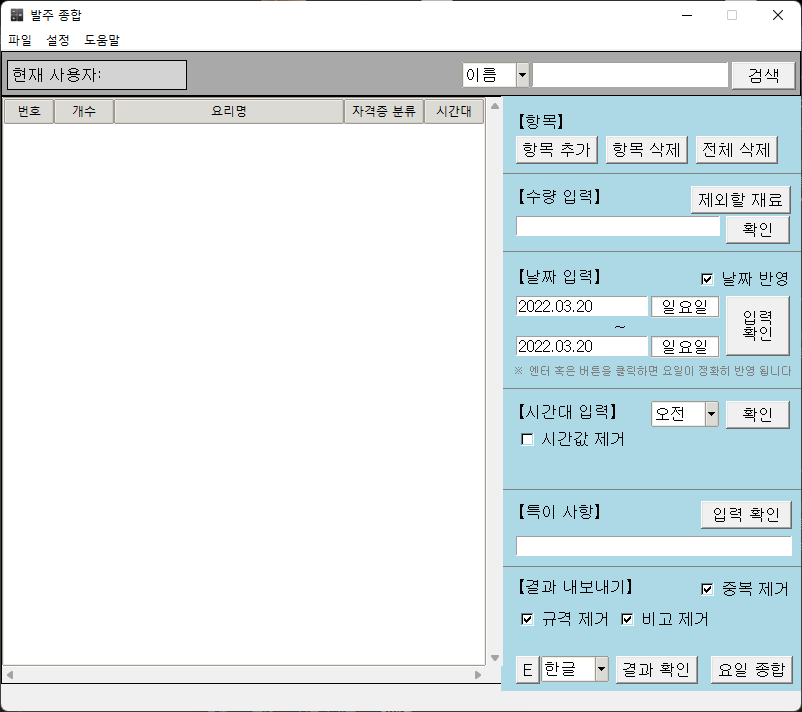 발주 종합
파일 설정 도움말
현재 사용자:
이름 검색
번호 개수 요리명 자격증 분류 시간대
【항목】
항목 추가 항목 삭제 전체 삭제
【수량 입력】 제외할 재료
확인
【날짜 입력】 날짜 반영
2022.03.20 일요일
~
입력
확인
2022.03.20 일요일
※ 엔터 혹은 버튼을 클릭하면 요일이 정확히 반영 됩니다
【시간대 입력】 오전 확인
시간값 제거
【특이 사항】 입력 확인
【결과 내보내기】 중복 제거
규격 제거 비고 제거
E 한글 결과 확인 요일 종합